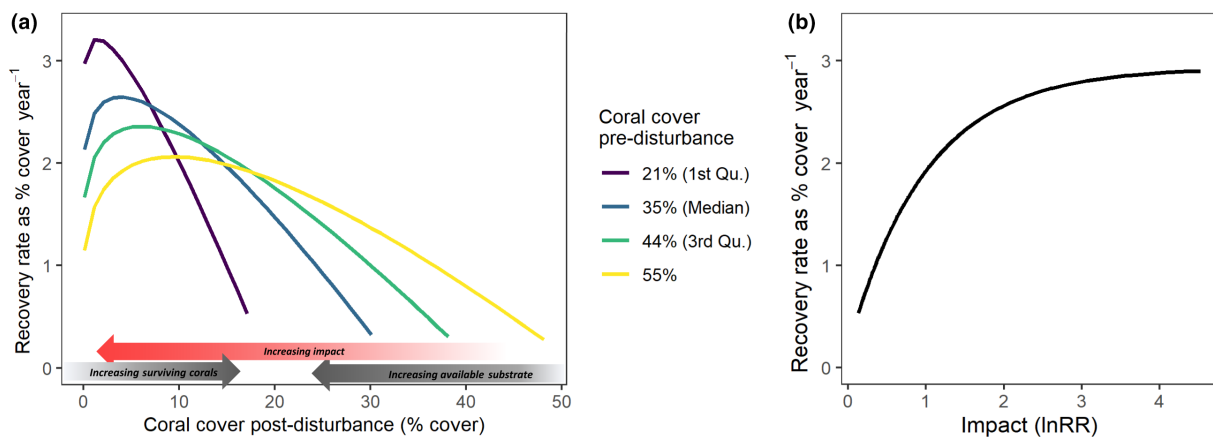 (a)
Recovery rate as % cover year⁻¹
3
2
1
0
Increasing impact
Increasing surviving corals
Increasing available substrate
0 10 20 30 40 50
Coral cover post-disturbance (% cover)
Coral cover
pre-disturbance
21% (1st Qu.)
35% (Median)
44% (3rd Qu.)
55%
(b)
Recovery rate as % cover year⁻¹
3
2
1
0
0 1 2 3 4
Impact (lnRR)